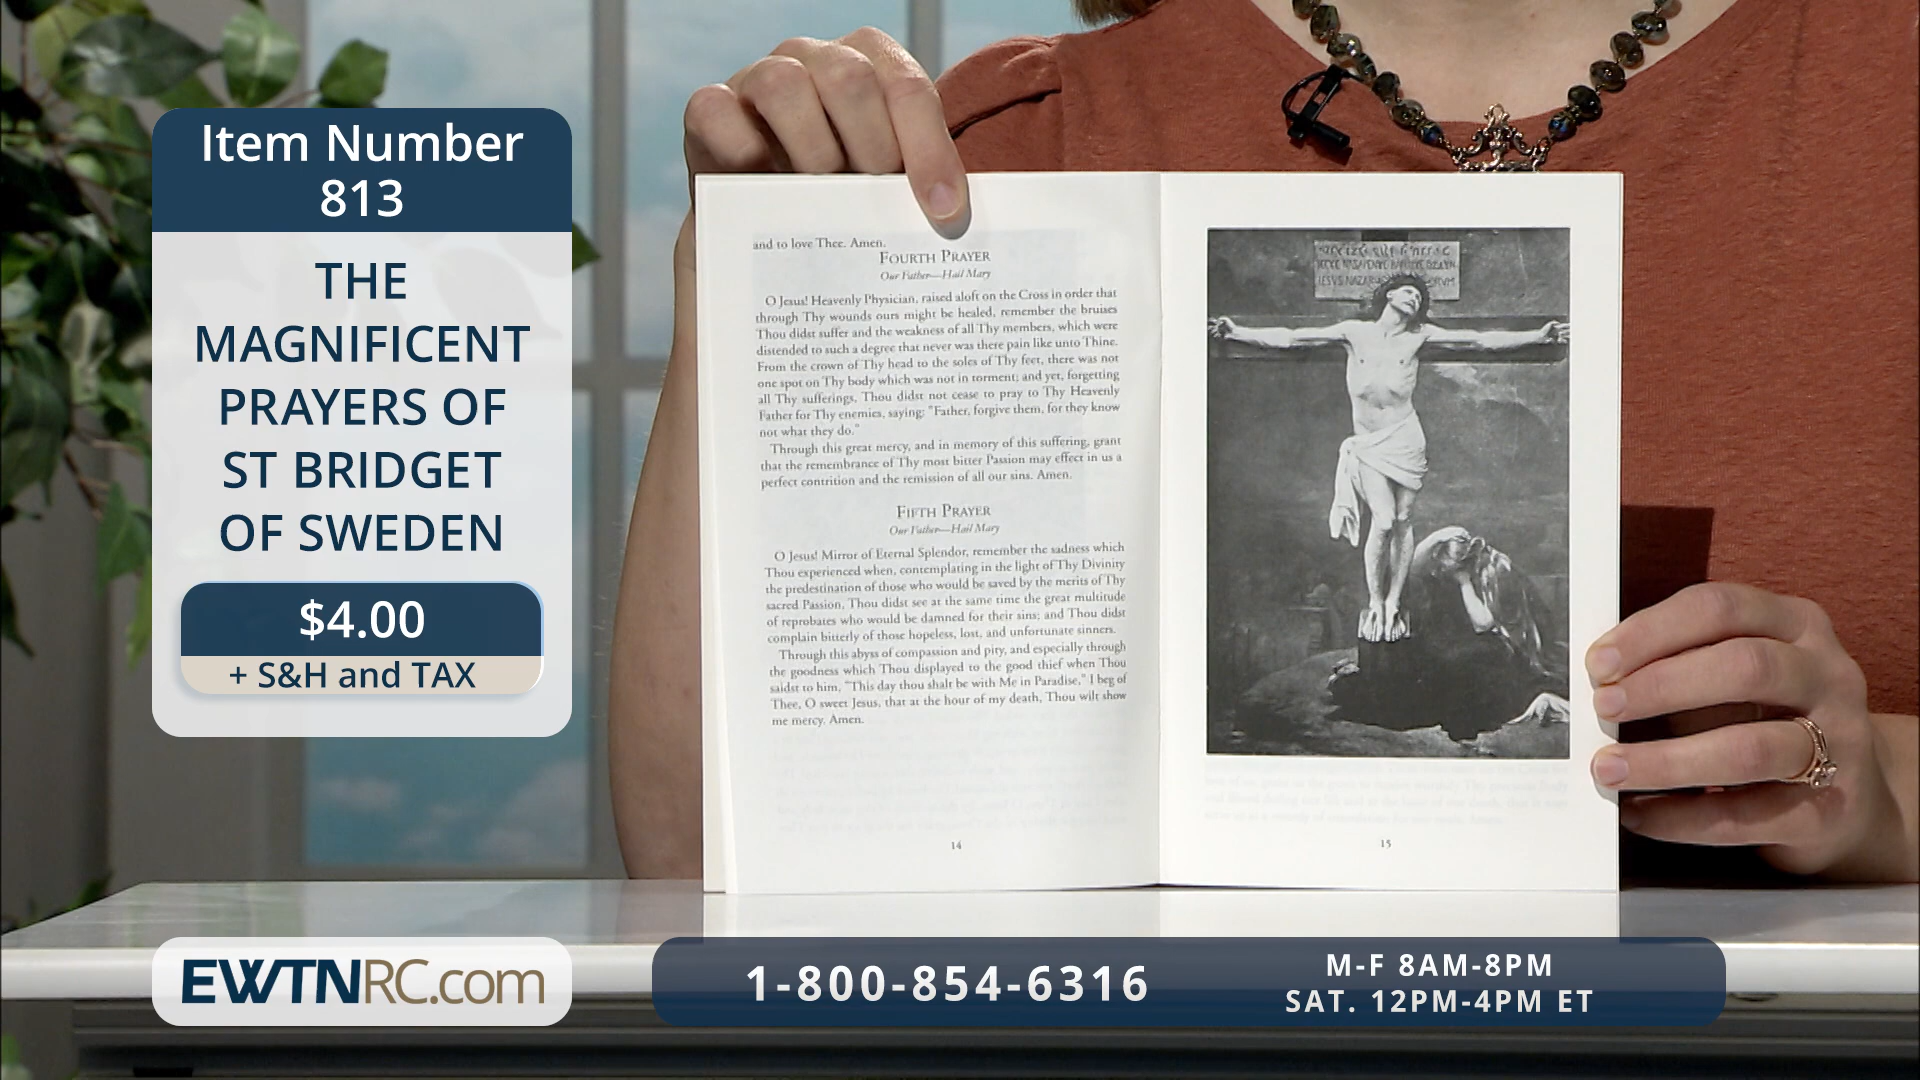 Item Number
813
THE
MAGNIFICENT
PRAYERS OF
ST BRIDGET
OF SWEDEN
$4.00
+ S&H and TAX
and to love Thee. Amen.
FOURTH PRAYER
Our Father—Hail Mary
O Jesus! Heavenly Physician, raised aloft on the Cross in order that
through Thy wounds ours might be healed, remember the bruises
Thou didst suffer and the weakness of all Thy members, which were
distended to such a degree that never was there pain like unto Thine.
From the crown of Thy head to the soles of Thy feet, there was not
one spot on Thy body which was not in torment; and yet, forgetting
all Thy sufferings, Thou didst not cease to pray to Thy Heavenly
Father for Thy enemies, saying: "Father, forgive them, for they know
not what they do."
Through this great mercy, and in memory of this suffering, grant
that the remembrance of Thy most bitter Passion may effect in us a
perfect contrition and the remission of all our sins. Amen.
FIFTH PRAYER
Our Father—Hail Mary
O Jesus! Mirror of Eternal Splendor, remember the sadness which
Thou experienced when, contemplating in the light of Thy Divinity
the predestination of those who would be saved by the merits of Thy
sacred Passion, Thou didst see at the same time the great multitude
of reprobates who would be damned for their sins; and Thou didst
complain bitterly of those hopeless, lost, and unfortunate sinners.
Through this abyss of compassion and pity, and especially through
the goodness which Thou displayed to the good thief when Thou
saidst to him, "This day thou shalt be with Me in Paradise," I beg of
Thee, O sweet Jesus, that at the hour of my death, Thou wilt show
me mercy. Amen.
14
15
EWTNRC.com
1-800-854-6316
M-F 8AM-8PM
SAT. 12PM-4PM ET